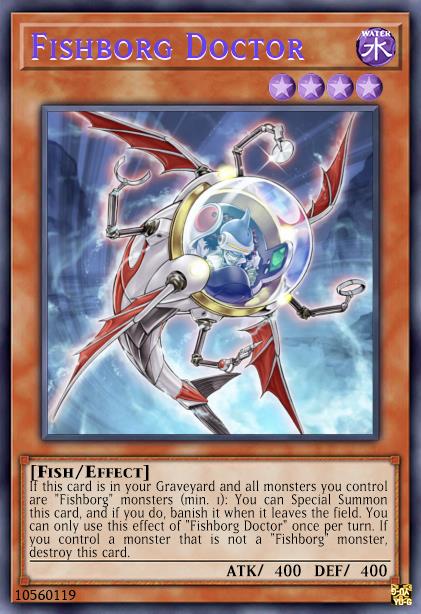 Fishborg Doctor
WATER
水
[Fish/Effect]
If this card is in your Graveyard and all monsters you control
are "Fishborg" monsters (min. 1): You can Special Summon
this card, and if you do, banish it when it leaves the field. You
can only use this effect of "Fishborg Doctor" once per turn. If
you control a monster that is not a "Fishborg" monster,
destroy this card.
ATK/ 400 DEF/ 400
10560119